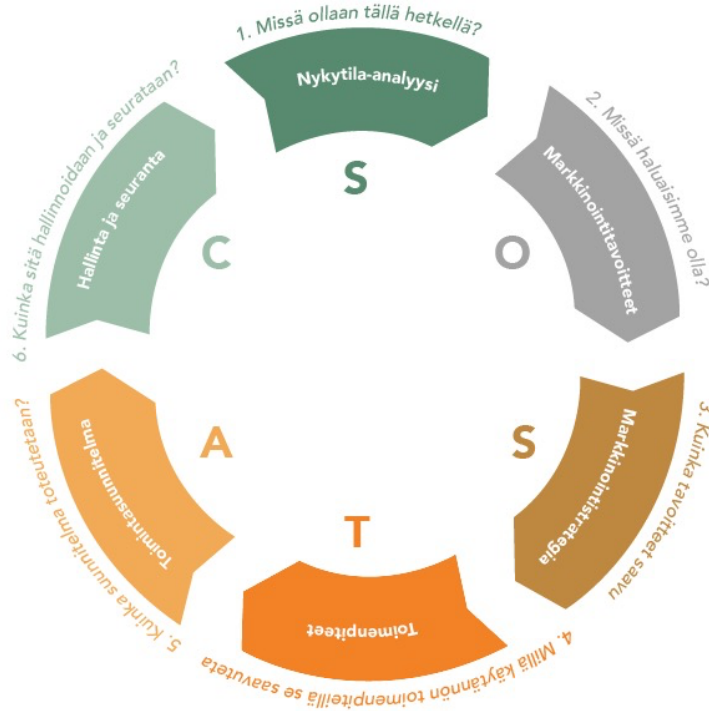 1. Missä ollaan tällä hetkellä?
Nykytila-analyysi
S
2. Missä haluaisimme olla?
Markkinointitavoitteet
O
3. Kuinka tavoitteet saavu
Markkinointistrategia
S
4. Millä käytännön toimenpiteillä se saavuteta
Toimenpiteet
T
5. Kuinka suunnitelma toteutetaan?
Toimintasuunnitelma
A
6. Kuinka sitä hallinnoidaan ja seurataan?
Hallinta ja seuranta
C